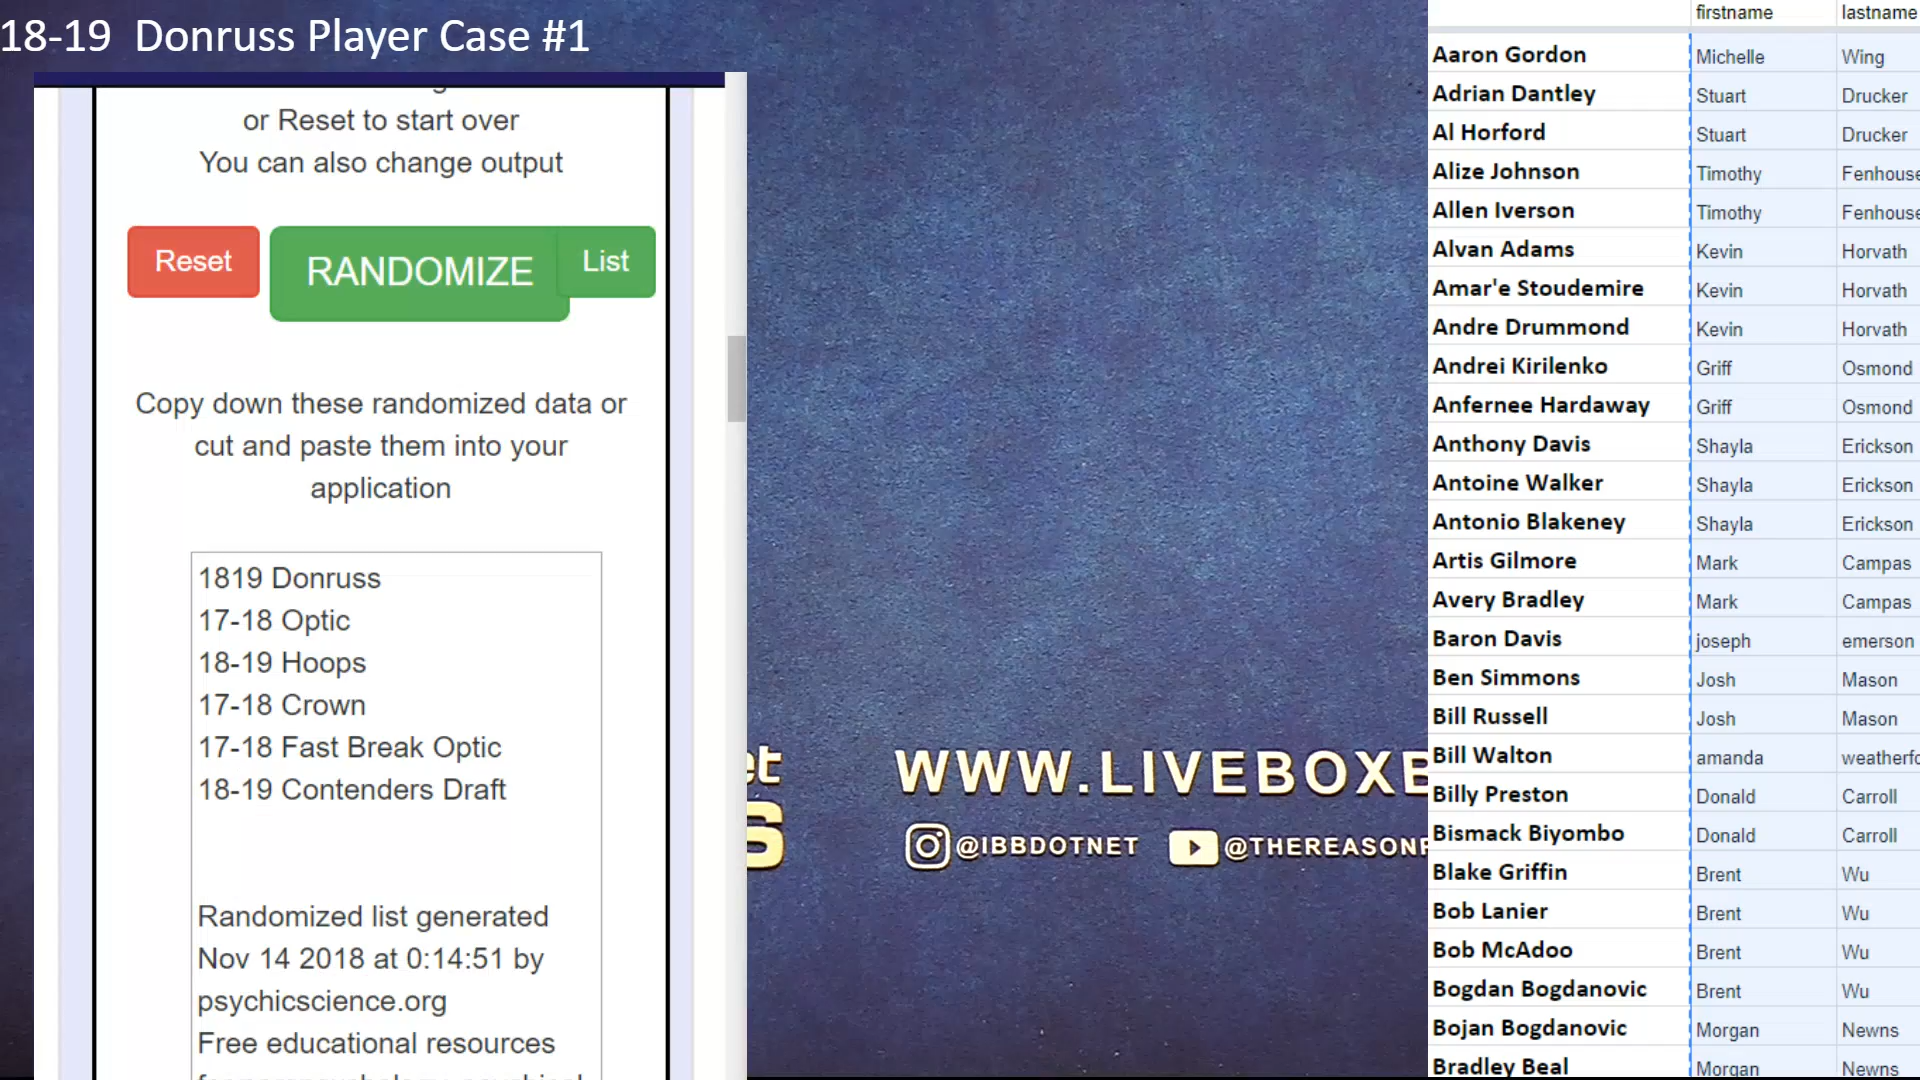 18-19 Donruss Player Case #1
or Reset to start over
You can also change output
Reset
RANDOMIZE
List
Copy down these randomized data or
cut and paste them into your
application
1819 Donruss
17-18 Optic
18-19 Hoops
17-18 Crown
17-18 Fast Break Optic
18-19 Contenders Draft
Randomized list generated
Nov 14 2018 at 0:14:51 by
psychicscience.org
Free educational resources
et
S
WWW.LIVEBOXB
@IBBDOTNET
@THEREASONF
firstname lastname
Aaron Gordon Michelle Wing
Adrian Dantley Stuart Drucker
Al Horford Stuart Drucker
Alize Johnson Timothy Fenhouse
Allen Iverson Timothy Fenhouse
Alvan Adams Kevin Horvath
Amar'e Stoudemire Kevin Horvath
Andre Drummond Kevin Horvath
Andrei Kirilenko Griff Osmond
Anfernee Hardaway Griff Osmond
Anthony Davis Shayla Erickson
Antoine Walker Shayla Erickson
Antonio Blakeney Shayla Erickson
Artis Gilmore Mark Campas
Avery Bradley Mark Campas
Baron Davis joseph emerson
Ben Simmons Josh Mason
Bill Russell Josh Mason
Bill Walton amanda weatherfo
Billy Preston Donald Carroll
Bismack Biyombo Donald Carroll
Blake Griffin Brent Wu
Bob Lanier Brent Wu
Bob McAdoo Brent Wu
Bogdan Bogdanovic Brent Wu
Bojan Bogdanovic Morgan Newns
Bradley Beal Morgan Newns